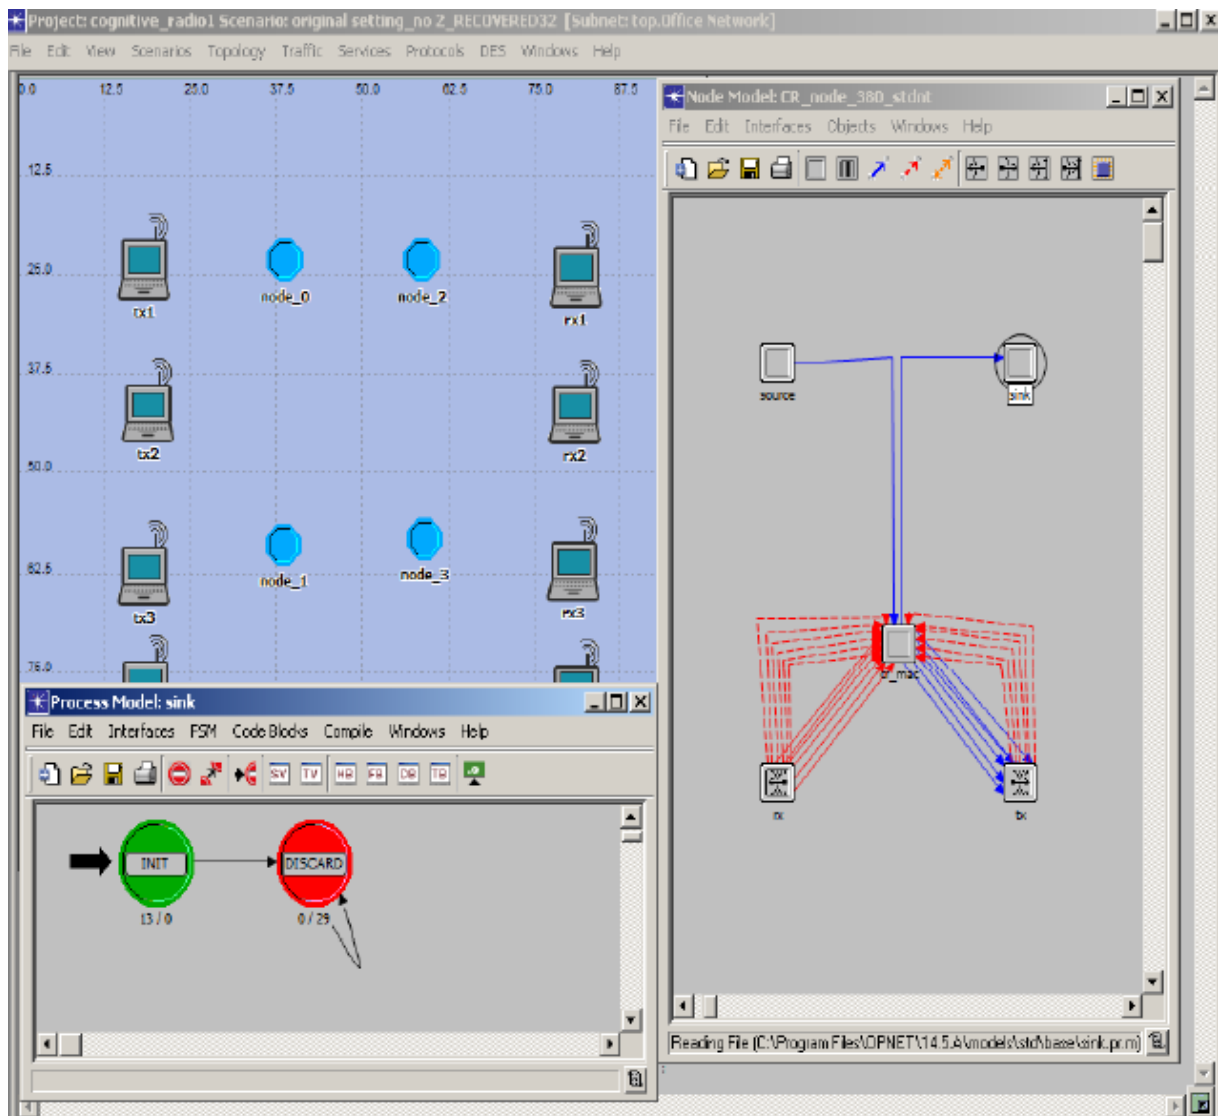 Project: cognitive_radio1 Scenario: original setting_no 2_RECOVERED32 [Subnet: top.Office Network]
File Edit View Scenarios Topology Traffic Services Protocols DES Windows Help
0.0 12.5 25.0 37.5 50.0 62.5 75.0 87.5
12.5
25.0
37.5
50.0
62.5
75.0
tx1
node_0
node_2
rx1
tx2
rx2
tx3
node_1
node_3
rx3
Node Model: CR_node_380_stdnt
File Edit Interfaces Objects Windows Help
source
sink
cr_mac
rx
tx
Reading File (C:\Program Files\OPNET\14.5.A\models\std\base\sink.pr.m)
Process Model: sink
File Edit Interfaces FSM Code Blocks Compile Windows Help
SV TV HB FB DB TB
INIT
DISCARD
13 / 0
0 / 29